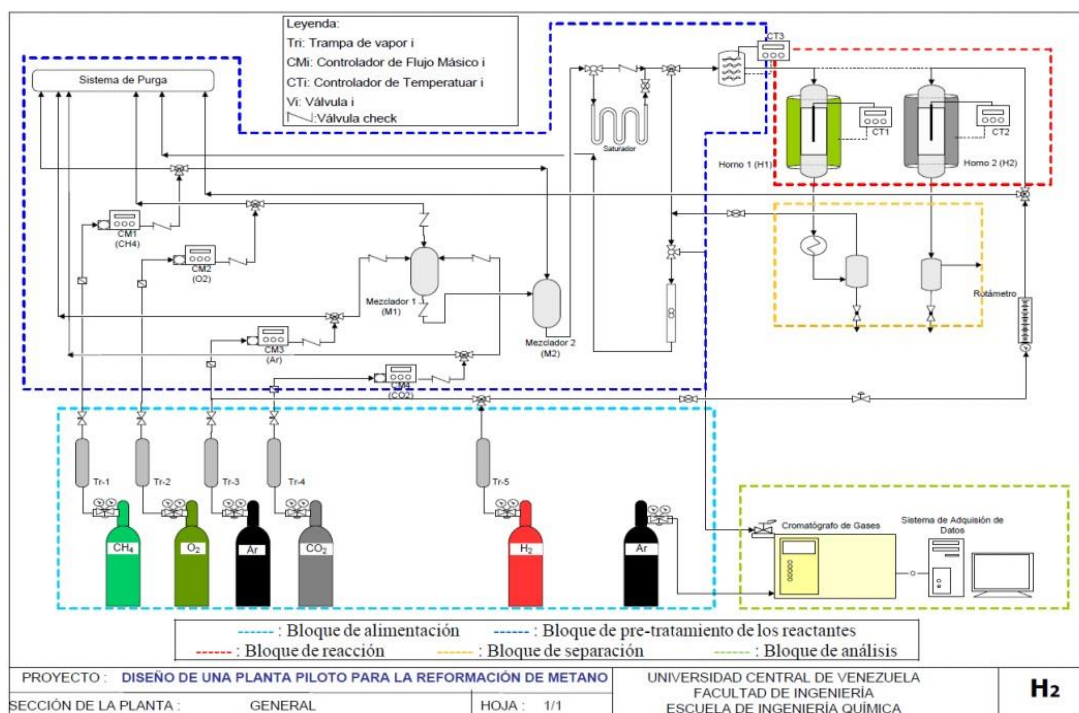 Leyenda:
Tri: Trampa de vapor i
CMi: Controlador de Flujo Másico i
CTi: Controlador de Temperatuar i
Vi: Válvula i
:Válvula check
Sistema de Purga
CT3
Saturador
CT1
CT2
Horno 1 (H1)
Horno 2 (H2)
CM1
(CH4)
CM2
(O2)
Mezclador 1
(M1)
Mezclador 2
(M2)
Rotámetro
CM3
(Ar)
CM4
(CO2)
Tr-1
Tr-2
Tr-3
Tr-4
Tr-5
CH₄
O₂
Ar
CO₂
H₂
Ar
Cromatógrafo de Gases
Sistema de Adquisión de
Datos
------ : Bloque de alimentación ------ : Bloque de pre-tratamiento de los reactantes
------ : Bloque de reacción ------ : Bloque de separación ------ : Bloque de análisis
PROYECTO : DISEÑO DE UNA PLANTA PILOTO PARA LA REFORMACIÓN DE METANO
SECCIÓN DE LA PLANTA : GENERAL HOJA : 1/1
UNIVERSIDAD CENTRAL DE VENEZUELA
FACULTAD DE INGENIERÍA
ESCUELA DE INGENIERÍA QUÍMICA
H₂